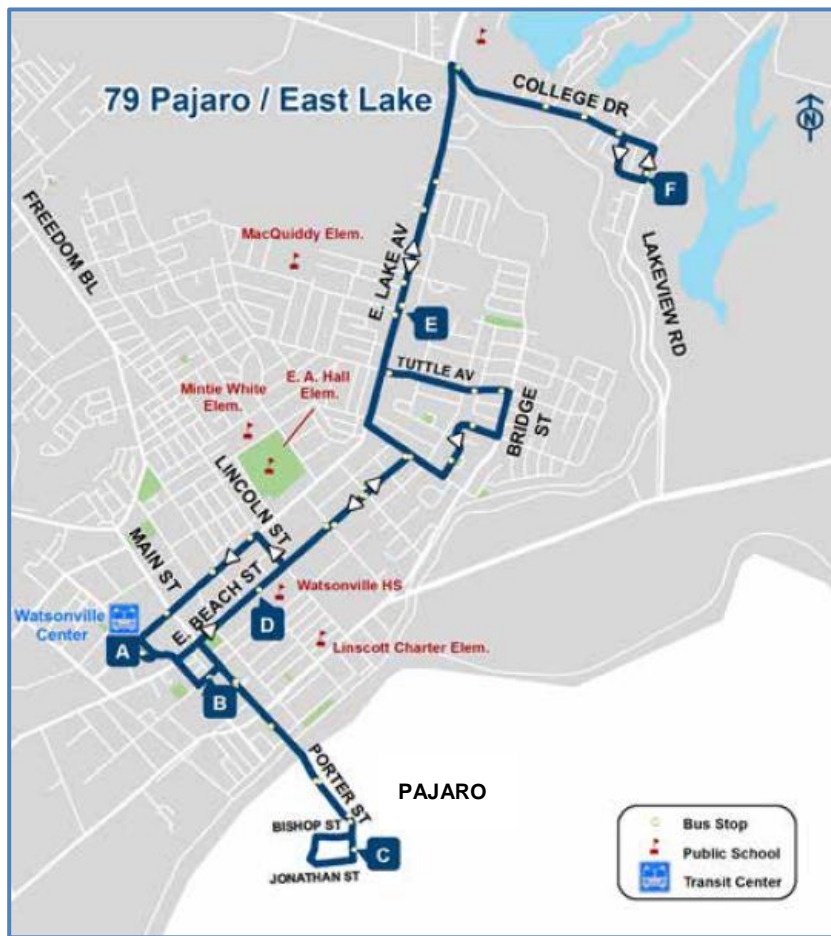 79 Pajaro / East Lake
COLLEGE DR
N
F
FREEDOM BL
MacQuiddy Elem.
E. LAKE AV
LAKEVIEW RD
E
TUTTLE AV
Mintie White
Elem.
E. A. Hall
Elem.
BRIDGE
ST
LINCOLN ST
MAIN ST
E. BEACH ST
Watsonville HS
Watsonville
Center
D
A
Linscott Charter Elem.
B
PORTER ST
PAJARO
BISHOP ST
C
JONATHAN ST
Bus Stop
Public School
Transit Center